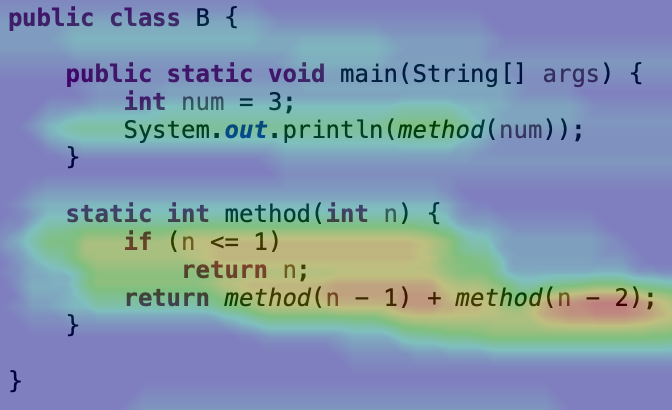 public class B {
    public static void main(String[] args) {
        int num = 3;
        System.out.println(method(num));
    }
    static int method(int n) {
        if (n <= 1)
            return n;
        return method(n - 1) + method(n - 2);
    }
}